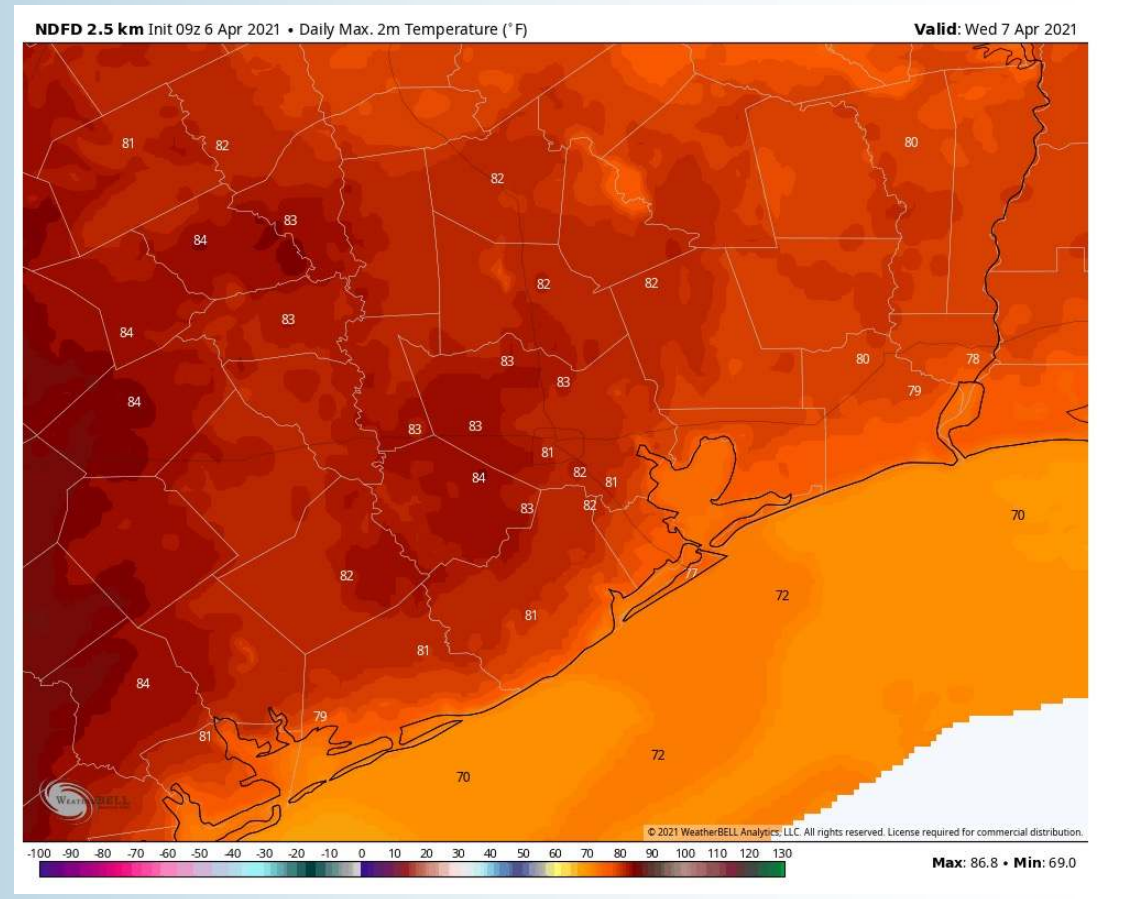 NDFD 2.5 km Init 09z 6 Apr 2021 • Daily Max. 2m Temperature (°F) Valid: Wed 7 Apr 2021
81 82 80
82
83
84
82 82
83
84
83 80 78
83 79
84
83 83
81
84 82 81
83 82
70
77
82 72
81
81
84
79
81
72
70
WeatherBELL
© 2021 WeatherBELL Analytics, LLC. All rights reserved. License required for commercial distribution.
-100 -90 -80 -70 -60 -50 -40 -30 -20 -10 0 10 20 30 40 50 60 70 80 90 100 110 120 130
Max: 86.8 • Min: 69.0